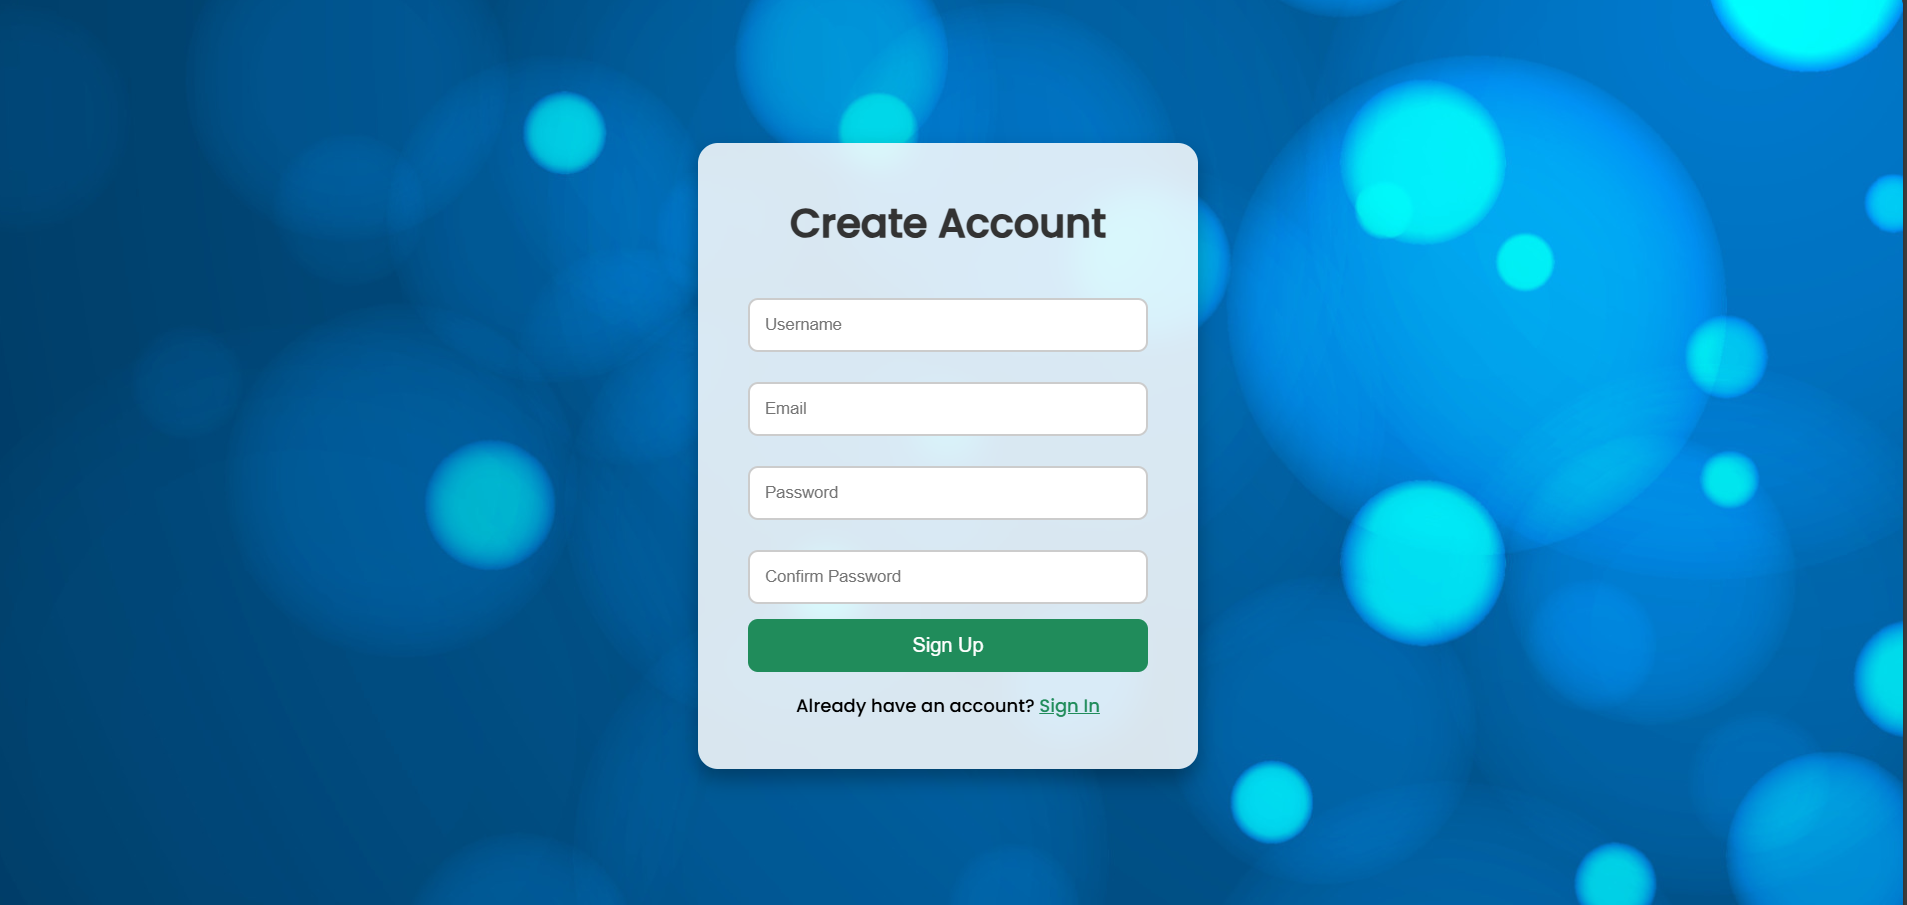 Create Account
Username
Email
Password
Confirm Password
Sign Up
Already have an account? Sign In